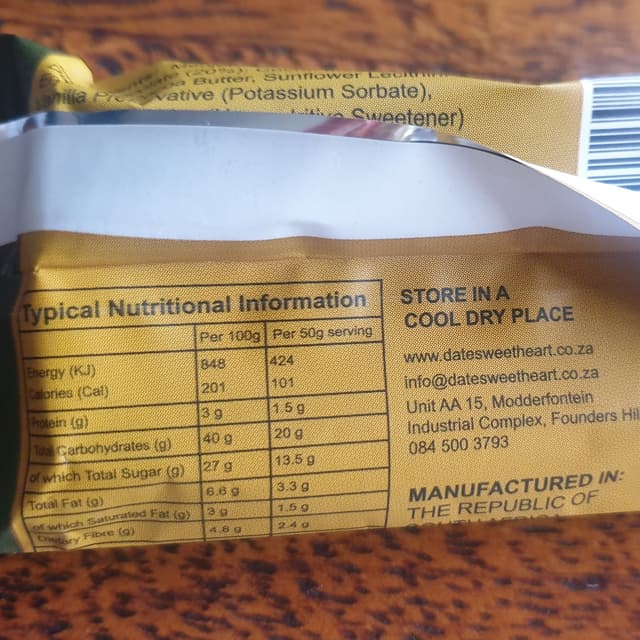 (20%),
Butter, Sunflower Lecithin
Vanilla Preservative (Potassium Sorbate),
Sweetener)
Typical Nutritional Information
Per 100g Per 50g serving
Energy (KJ) 848 424
Calories (Cal) 201 101
Protein (g) 3 g 1.5 g
Total Carbohydrates (g) 40 g 20 g
of which Total Sugar (g) 27 g 13.5 g
Total Fat (g) 6.6 g 3.3 g
of which Saturated Fat (g) 3 g 1.5 g
Dietary Fibre (g) 4.8 g 2.4 g
STORE IN A
COOL DRY PLACE
www.datesweetheart.co.za
info@datesweetheart.co.za
Unit AA 15, Modderfontein
Industrial Complex, Founders Hil
084 500 3793
MANUFACTURED IN:
THE REPUBLIC OF